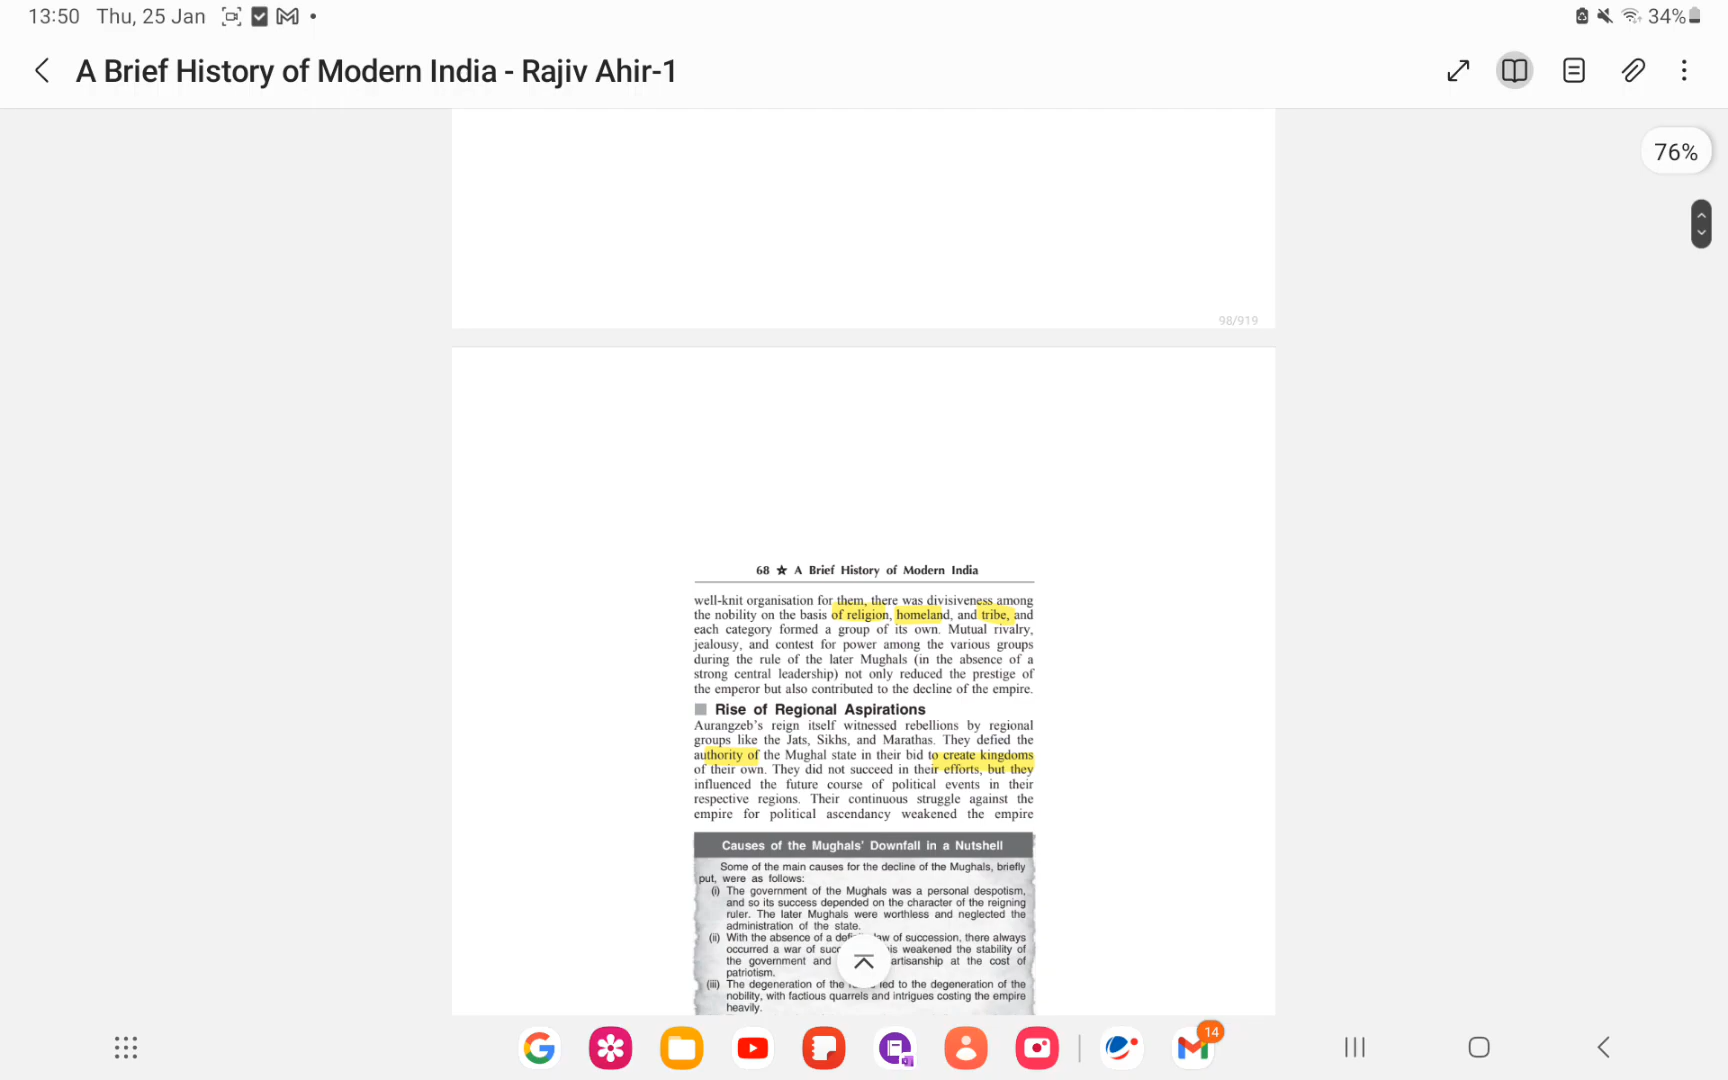 13:50 Thu, 25 Jan
34%
A Brief History of Modern India - Rajiv Ahir-1
76%
98/919
68 ☆ A Brief History of Modern India
well-knit organisation for them, there was divisiveness among
the nobility on the basis of religion, homeland, and tribe, and
each category formed a group of its own. Mutual rivalry,
jealousy, and contest for power among the various groups
during the rule of the later Mughals (in the absence of a
strong central leadership) not only reduced the prestige of
the emperor but also contributed to the decline of the empire.
Rise of Regional Aspirations
Aurangzeb's reign itself witnessed rebellions by regional
groups like the Jats, Sikhs, and Marathas. They defied the
authority of the Mughal state in their bid to create kingdoms
of their own. They did not succeed in their efforts, but they
influenced the future course of political events in their
respective regions. Their continuous struggle against the
empire for political ascendancy weakened the empire
Causes of the Mughals' Downfall in a Nutshell
Some of the main causes for the decline of the Mughals, briefly
put, were as follows:
(i) The government of the Mughals was a personal despotism,
and so its success depended on the character of the reigning
ruler. The later Mughals were worthless and neglected the
administration of the state.
(ii) With the absence of a law of succession, there always
occurred a war of weakened the stability of
the government and at the cost of
patriotism.
(iii) The degeneration of the led to the degeneration of the
nobility, with factious quarrels and intrigues costing the empire
heavily.
14